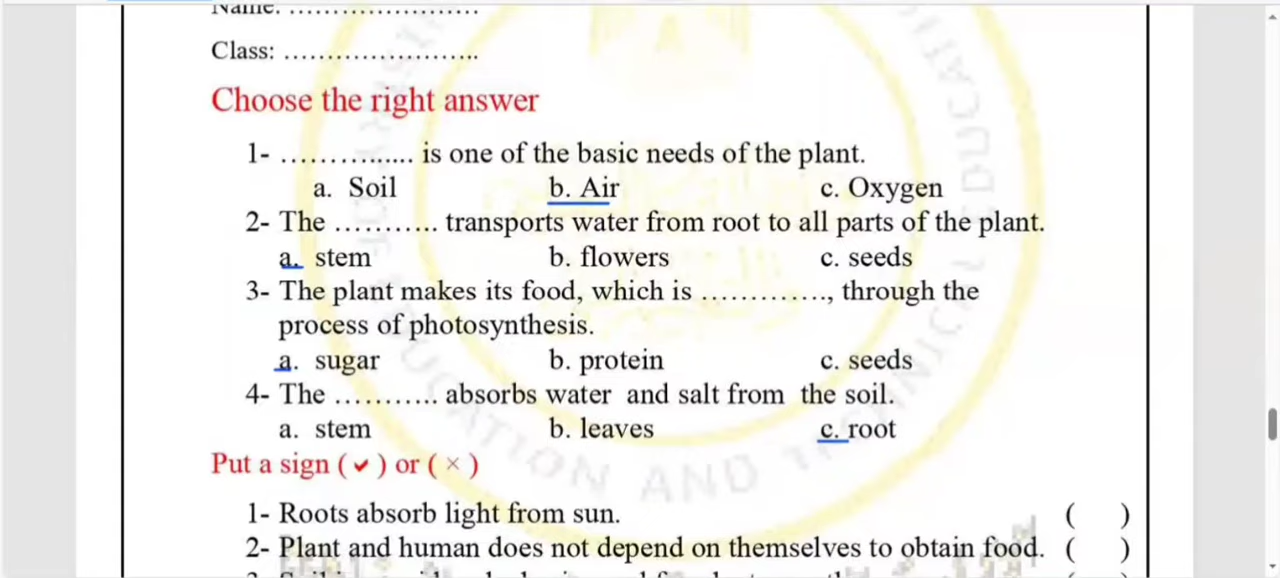 Name: ........................
Class: ........................
Choose the right answer
1- .............. is one of the basic needs of the plant.
a. Soil b. Air c. Oxygen
2- The ........... transports water from root to all parts of the plant.
a. stem b. flowers c. seeds
3- The plant makes its food, which is ............., through the
process of photosynthesis.
a. sugar b. protein c. seeds
4- The ........... absorbs water and salt from the soil.
a. stem b. leaves c. root
Put a sign ( ✔ ) or ( × )
1- Roots absorb light from sun. ( )
2- Plant and human does not depend on themselves to obtain food. ( )